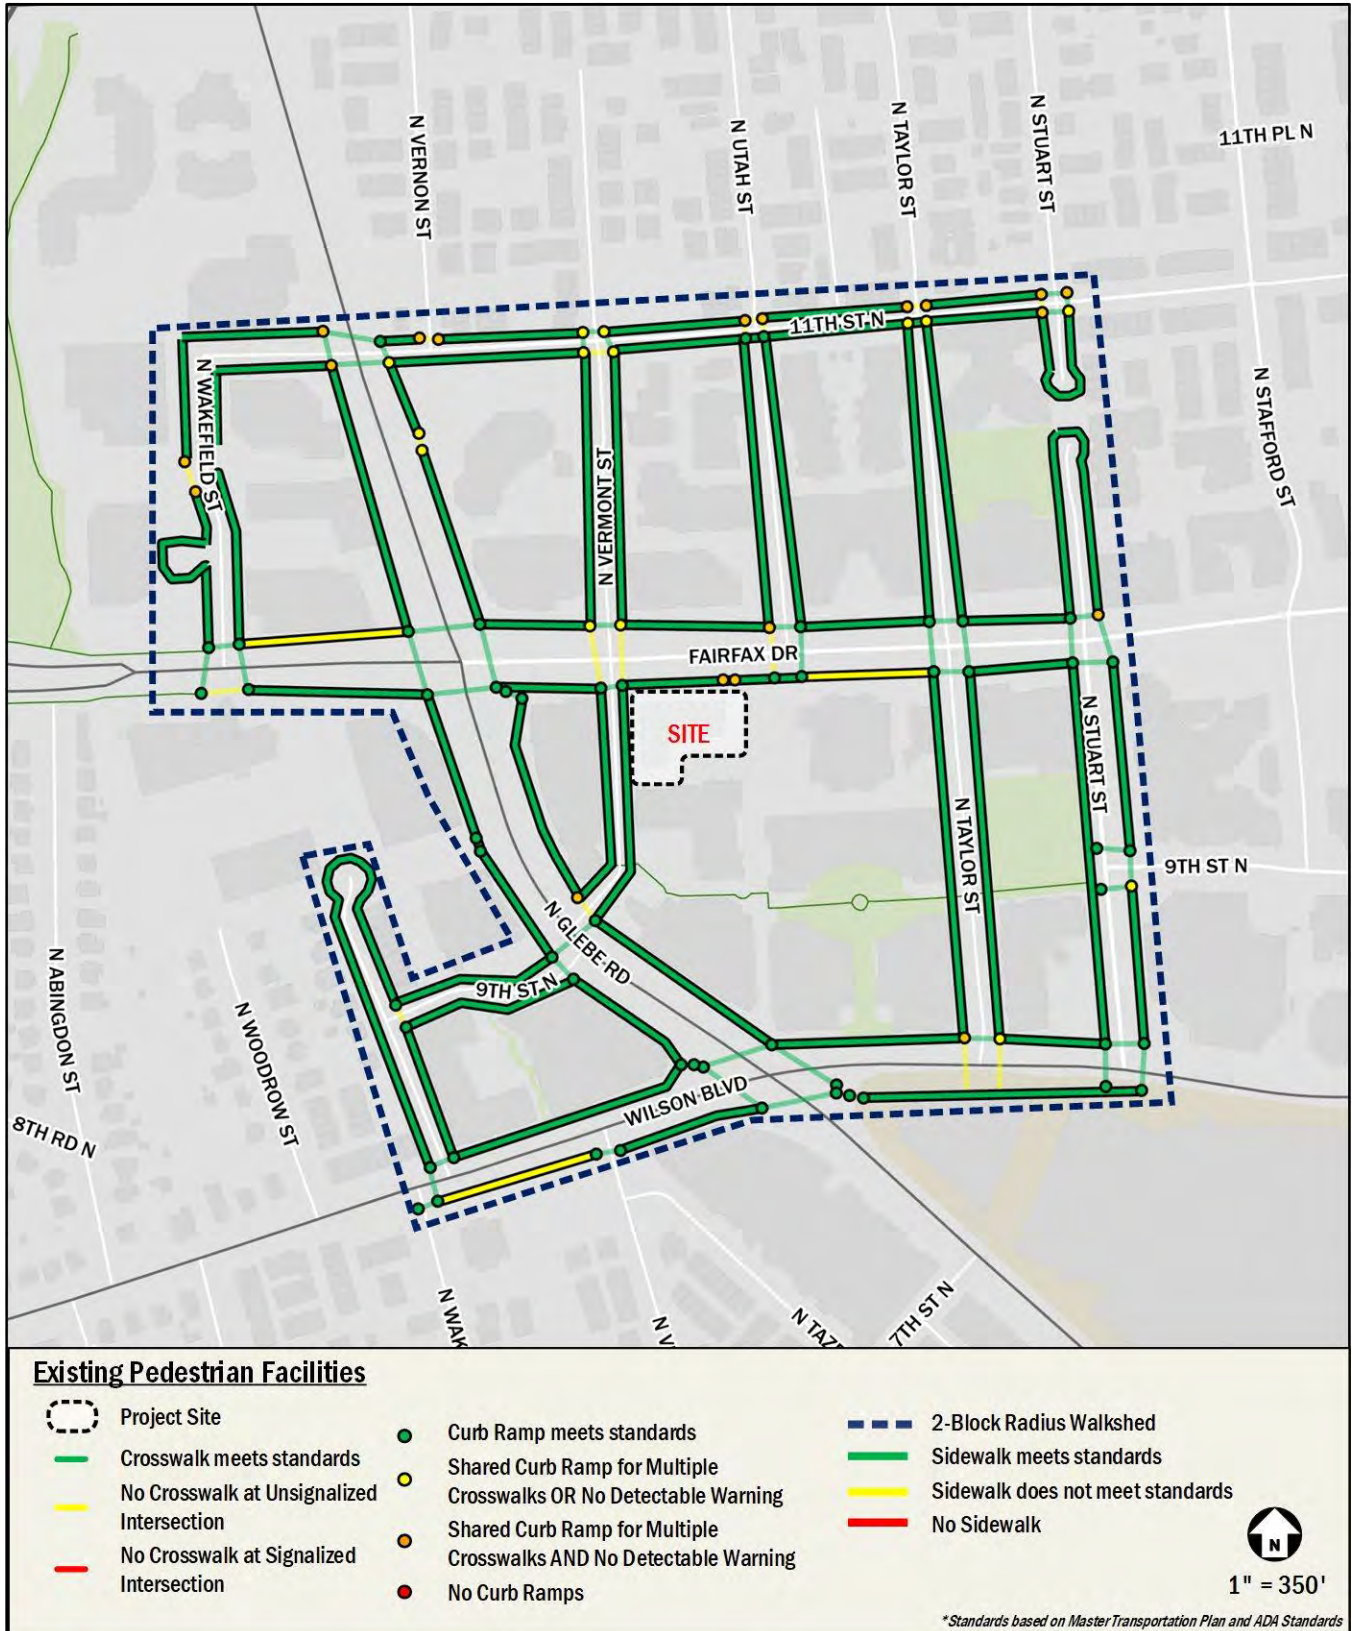 N VERNON ST
N UTAH ST
N TAYLOR ST
N STUART ST
11TH PL N
11TH ST N
N WAKEFIELD ST
N VERMONT ST
N STAFFORD ST
FAIRFAX DR
SITE
N STUART ST
N TAYLOR ST
9TH ST N
N GLEBE RD
9TH ST N
N ABINGDON ST
N WOODROW ST
WILSON BLVD
8TH RD N
N WAK
N V
N TAZE
7TH ST N
Existing Pedestrian Facilities
Project Site
Crosswalk meets standards
No Crosswalk at Unsignalized
Intersection
No Crosswalk at Signalized
Intersection
Curb Ramp meets standards
Shared Curb Ramp for Multiple
Crosswalks OR No Detectable Warning
Shared Curb Ramp for Multiple
Crosswalks AND No Detectable Warning
No Curb Ramps
2-Block Radius Walkshed
Sidewalk meets standards
Sidewalk does not meet standards
No Sidewalk
N
1" = 350'
*Standards based on Master Transportation Plan and ADA Standards